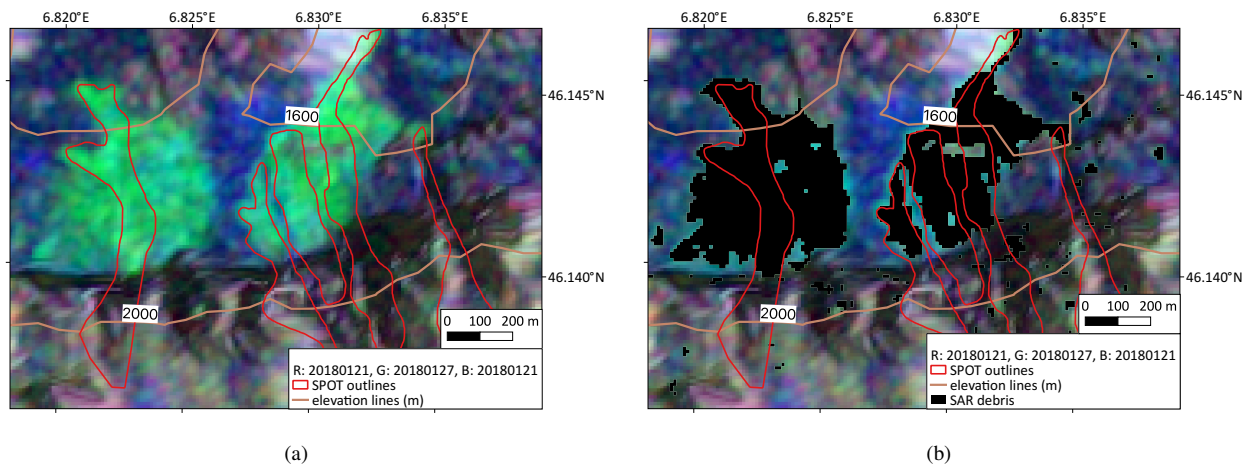 6.820°E 6.825°E 6.830°E 6.835°E
1600
46.145°N
46.140°N
2000
0 100 200 m
R: 20180121, G: 20180127, B: 20180121
SPOT outlines
elevation lines (m)
(a)
6.820°E 6.825°E 6.830°E 6.835°E
1600
46.145°N
46.140°N
2000
0 100 200 m
R: 20180121, G: 20180127, B: 20180121
SPOT outlines
elevation lines (m)
SAR debris
(b)